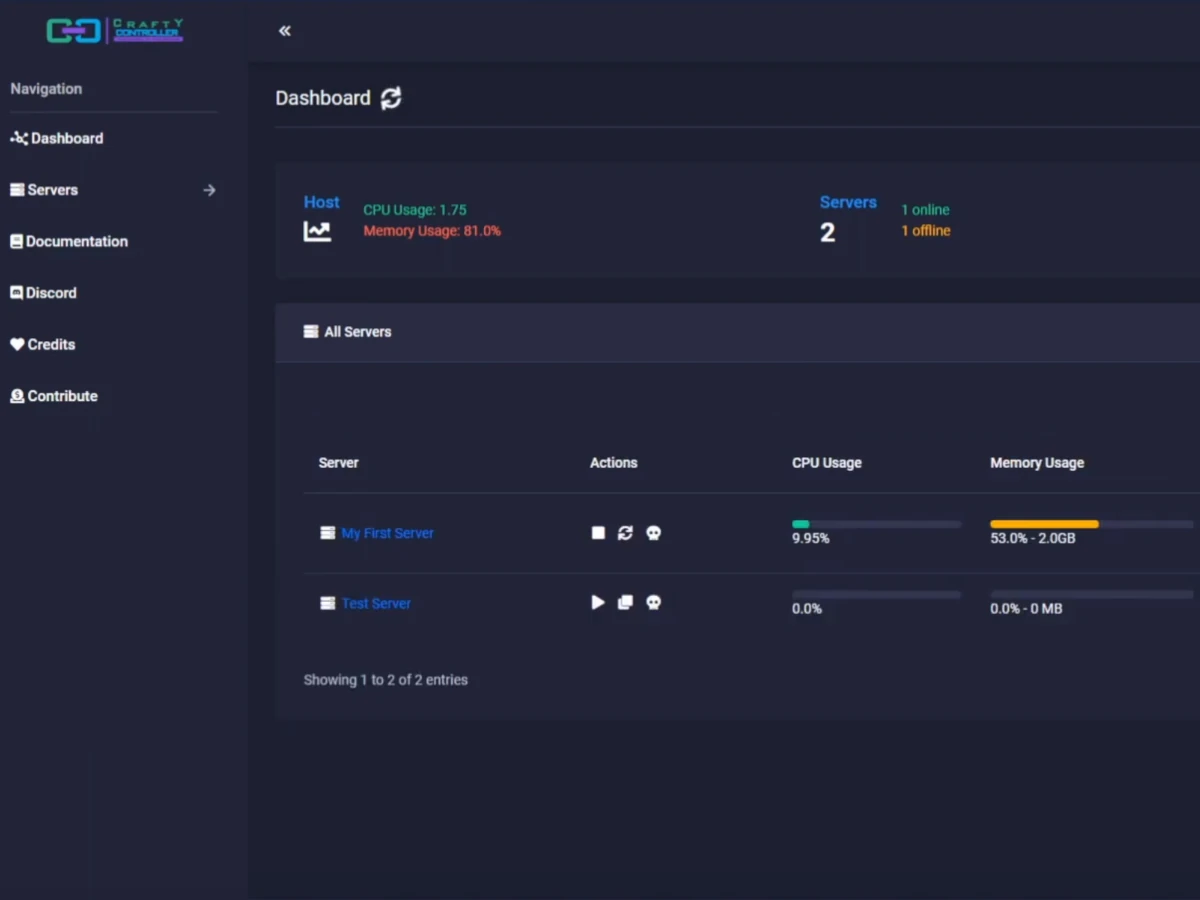 CRAFTY
CONTROLLER
Navigation
Dashboard
Servers
Documentation
Discord
Credits
Contribute
Dashboard
Host
CPU Usage: 1.75
Memory Usage: 81.0%
Servers
2
1 online
1 offline
All Servers
Server Actions CPU Usage Memory Usage
My First Server 9.95% 53.0% - 2.0GB
Test Server 0.0% 0.0% - 0 MB
Showing 1 to 2 of 2 entries